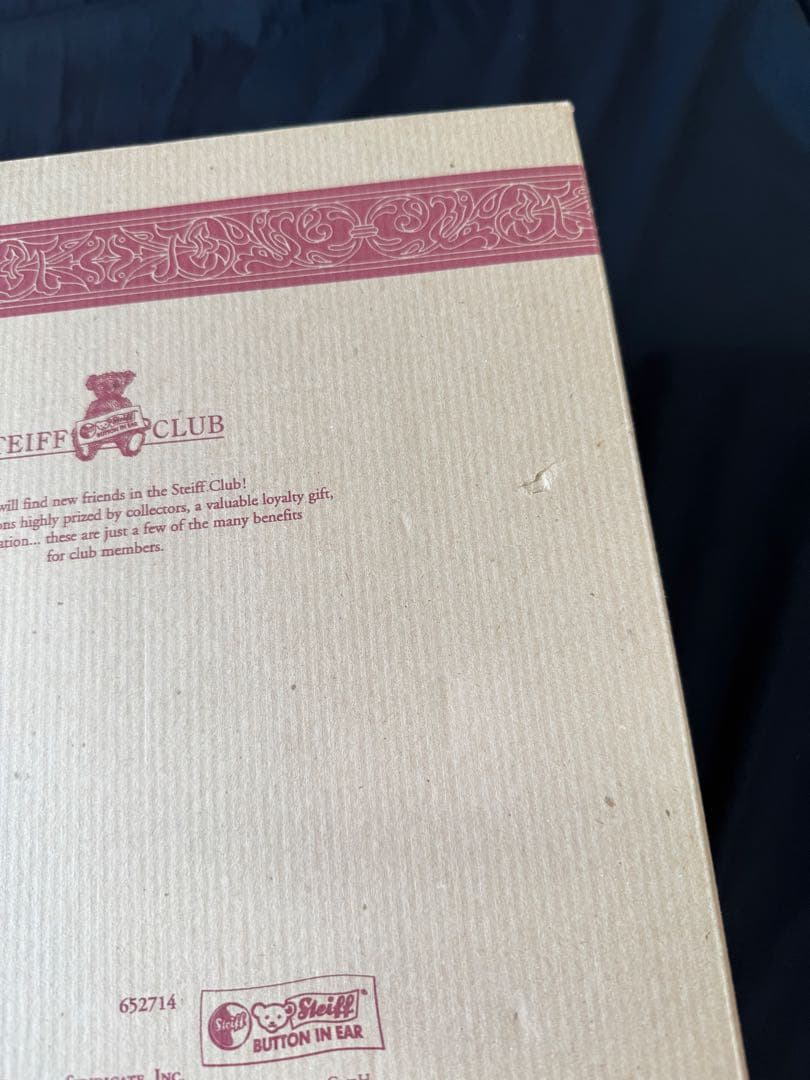 TEIFF CLUB
Steiff
BUTTON IN EAR
will find new friends in the Steiff Club!
ons highly prized by collectors, a valuable loyalty gift,
ation... these are just a few of the many benefits
for club members.
652714
Steiff Steiff
BUTTON IN EAR
INC.